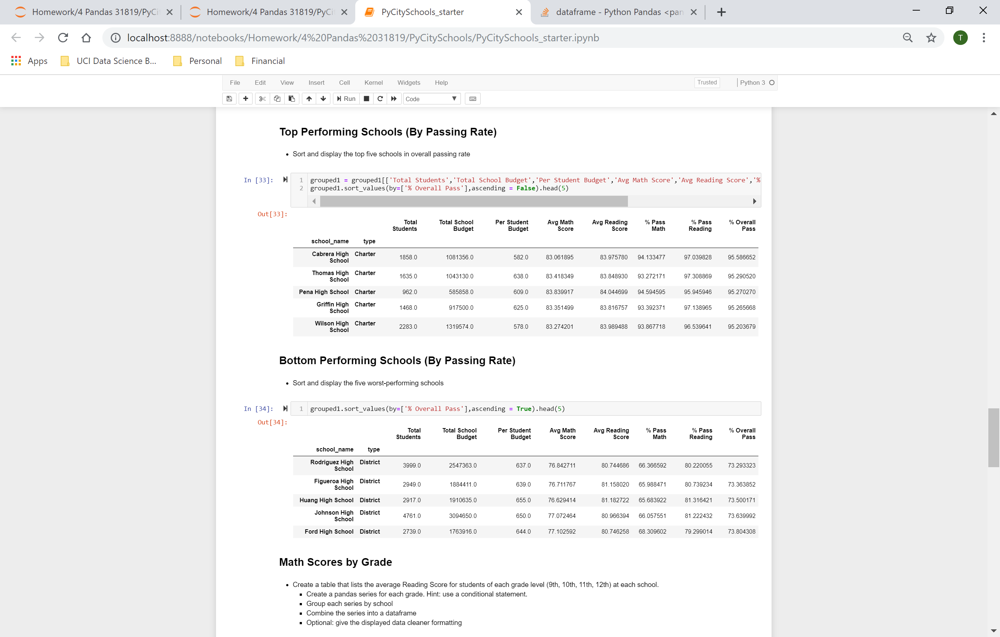 Homework/4 Pandas 31819/PyCit
Homework/4 Pandas 31819/PyCit
PyCitySchools_starter
dataframe - Python Pandas <pan
localhost:8888/notebooks/Homework/4%20Pandas%2031819/PyCitySchools/PyCitySchools_starter.ipynb
T
Apps
UCI Data Science B...
Personal
Financial
File Edit View Insert Cell Kernel Widgets Help
Trusted
Python 3
Run
Code
Top Performing Schools (By Passing Rate)
• Sort and display the top five schools in overall passing rate
In [33]:
1 grouped1 = grouped1[['Total Students','Total School Budget','Per Student Budget','Avg Math Score','Avg Reading Score','%
2 grouped1.sort_values(by=['% Overall Pass'],ascending = False).head(5)
Out[33]:
Total Total School Per Student Avg Math Avg Reading % Pass % Pass % Overall
Students Budget Budget Score Score Math Reading Pass
school_name type
Cabrera High Charter
School 1858.0 1081356.0 582.0 83.061895 83.975780 94.133477 97.039828 95.586652
Thomas High Charter
School 1635.0 1043130.0 638.0 83.418349 83.848930 93.272171 97.308869 95.290520
Pena High School Charter 962.0 585858.0 609.0 83.839917 84.044699 94.594595 95.945946 95.270270
Griffin High Charter
School 1468.0 917500.0 625.0 83.351499 83.816757 93.392371 97.138965 95.265668
Wilson High Charter
School 2283.0 1319574.0 578.0 83.274201 83.989488 93.867718 96.539641 95.203679
Bottom Performing Schools (By Passing Rate)
• Sort and display the five worst-performing schools
In [34]:
1 grouped1.sort_values(by=['% Overall Pass'],ascending = True).head(5)
Out[34]:
Total Total School Per Student Avg Math Avg Reading % Pass % Pass % Overall
Students Budget Budget Score Score Math Reading Pass
school_name type
Rodriguez High District
School 3999.0 2547363.0 637.0 76.842711 80.744686 66.366592 80.220055 73.293323
Figueroa High District
School 2949.0 1884411.0 639.0 76.711767 81.158020 65.988471 80.739234 73.363852
Huang High School District 2917.0 1910635.0 655.0 76.629414 81.182722 65.683922 81.316421 73.500171
Johnson High District
School 4761.0 3094650.0 650.0 77.072464 80.966394 66.057551 81.222432 73.639992
Ford High School District 2739.0 1763916.0 644.0 77.102592 80.746258 68.309602 79.299014 73.804308
Math Scores by Grade
• Create a table that lists the average Reading Score for students of each grade level (9th, 10th, 11th, 12th) at each school.
▪ Create a pandas series for each grade. Hint: use a conditional statement.
▪ Group each series by school
▪ Combine the series into a dataframe
▪ Optional: give the displayed data cleaner formatting